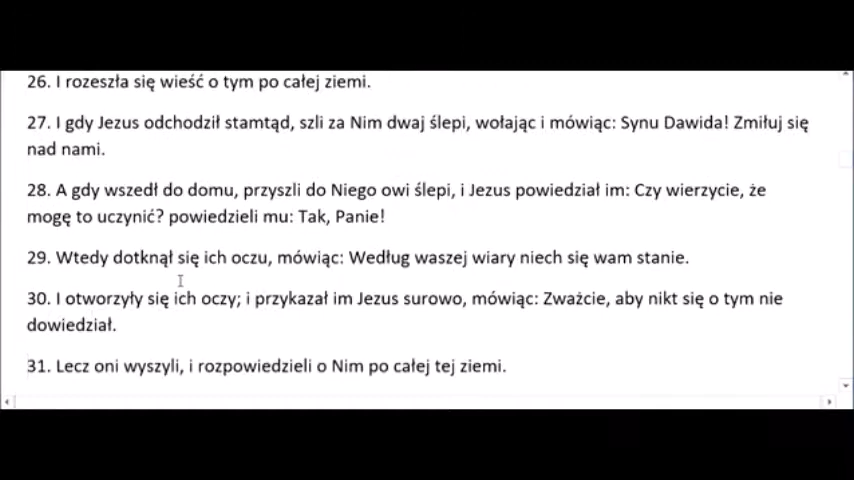 26. I rozeszła się wieść o tym po całej ziemi.
27. I gdy Jezus odchodził stamtąd, szli za Nim dwaj ślepi, wołając i mówiąc: Synu Dawida! Zmiłuj się
nad nami.
28. A gdy wszedł do domu, przyszli do Niego owi ślepi, i Jezus powiedział im: Czy wierzycie, że
mogę to uczynić? powiedzieli mu: Tak, Panie!
29. Wtedy dotknął się ich oczu, mówiąc: Według waszej wiary niech się wam stanie.
30. I otworzyły się ich oczy; i przykazał im Jezus surowo, mówiąc: Zważcie, aby nikt się o tym nie
dowiedział.
31. Lecz oni wyszyli, i rozpowiedzieli o Nim po całej tej ziemi.